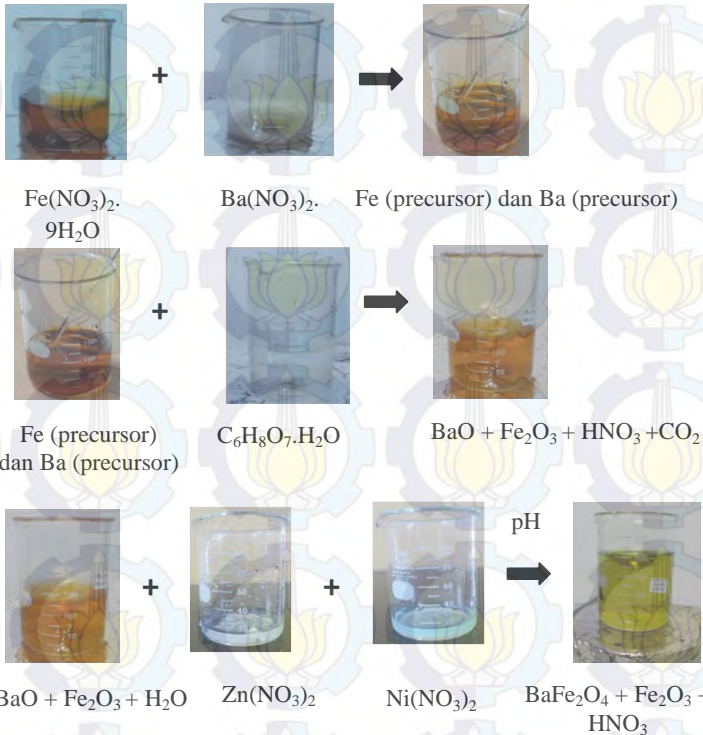 +
Fe(NO₃)₂.
9H₂O
Ba(NO₃)₂.
Fe (precursor) dan Ba (precursor)
+
Fe (precursor)
dan Ba (precursor)
C₆H₈O₇.H₂O
BaO + Fe₂O₃ + HNO₃ +CO₂
+
+
pH
BaO + Fe₂O₃ + H₂O
Zn(NO₃)₂
Ni(NO₃)₂
BaFe₂O₄ + Fe₂O₃ +
HNO₃